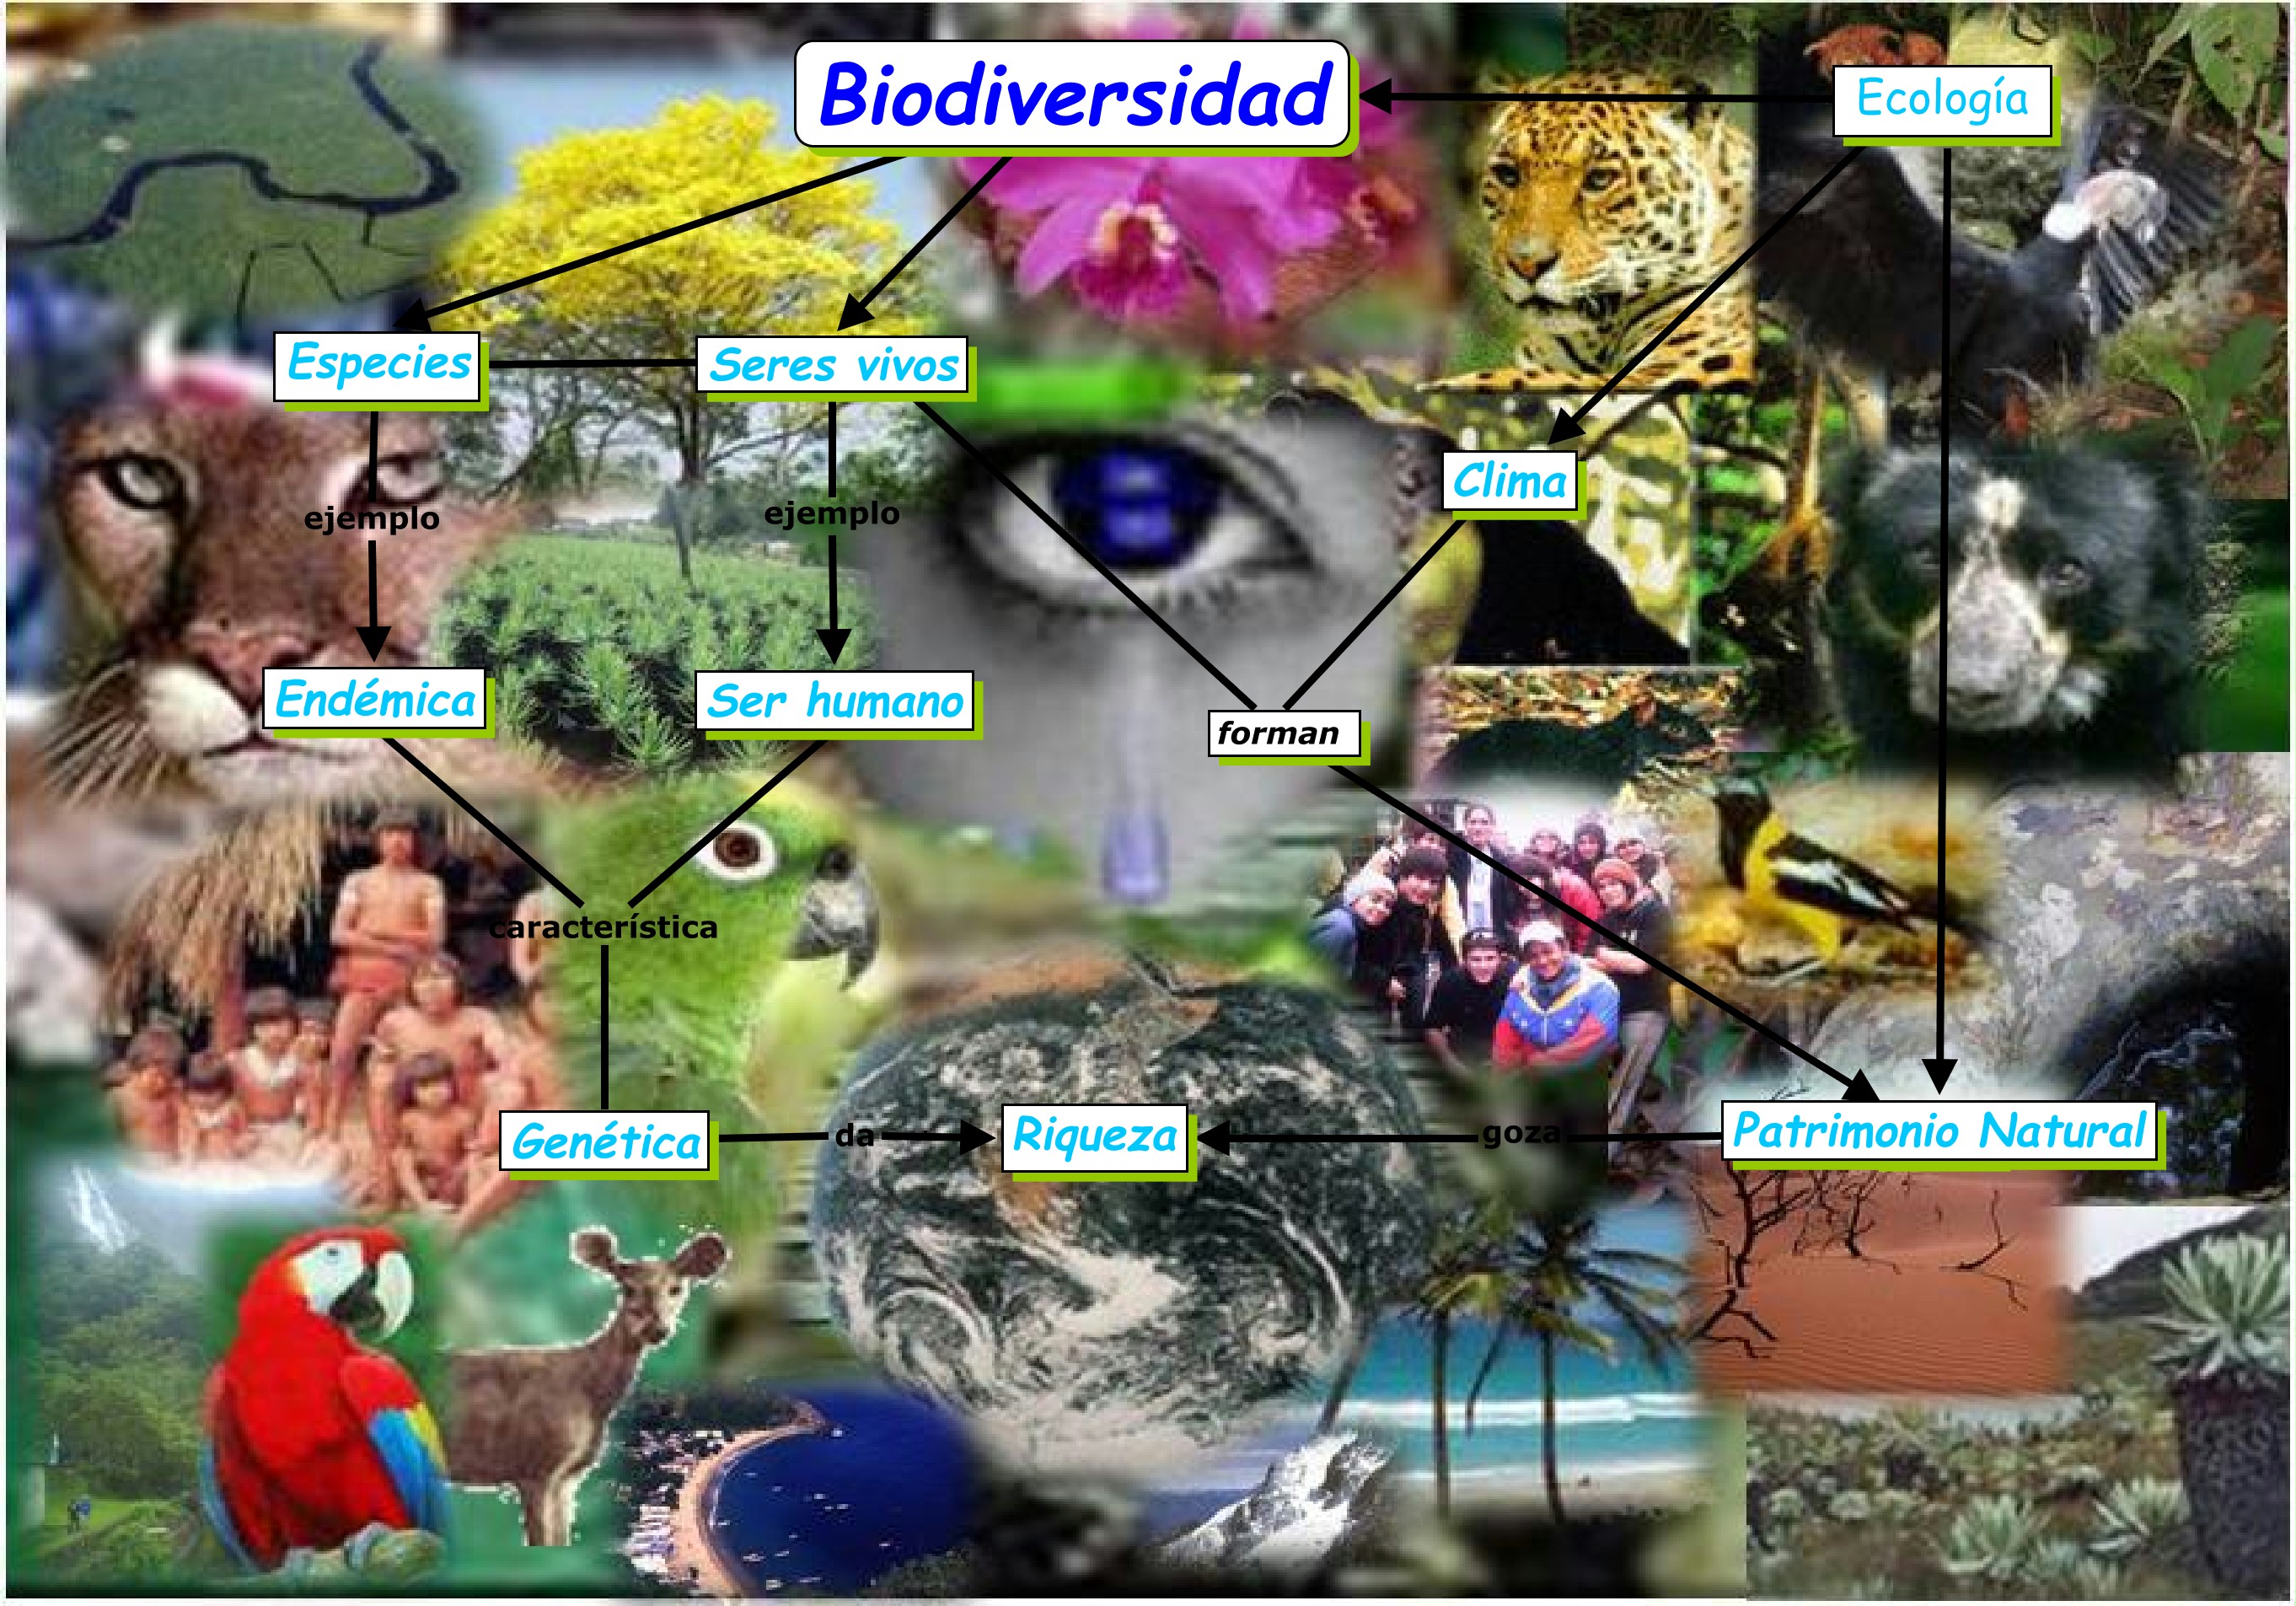 Biodiversidad
Ecología
Especies
Seres vivos
Clima
ejemplo
ejemplo
Endémica
Ser humano
forman
característica
Genética
da
Riqueza
goza
Patrimonio Natural